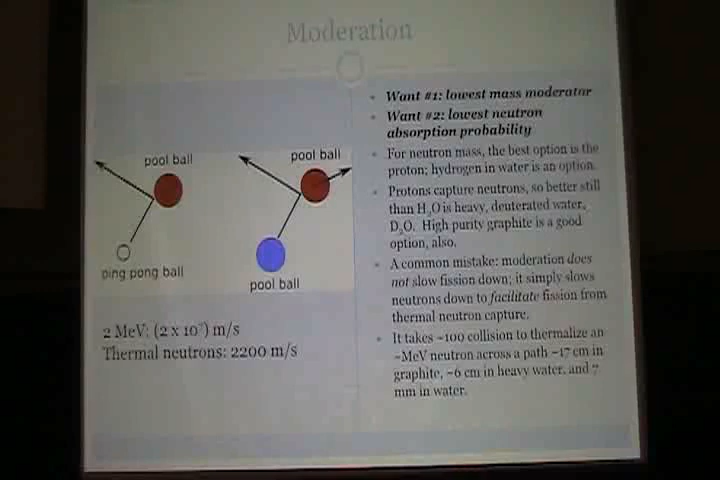 Moderation
pool ball
ping pong ball
pool ball
pool ball
2 MeV: (2 x 10⁷) m/s
Thermal neutrons: 2200 m/s
Want #1: lowest mass moderator
Want #2: lowest neutron
absorption probability
For neutron mass, the best option is the
proton; hydrogen in water is an option.
Protons capture neutrons, so better still
than H₂O is heavy, deuterated water,
D₂O. High purity graphite is a good
option, also.
A common mistake: moderation does
not slow fission down; it simply slows
neutrons down to facilitate fission from
thermal neutron capture.
It takes ~100 collision to thermalize an
~MeV neutron across a path ~17 cm in
graphite, ~6 cm in heavy water, and 7
mm in water.